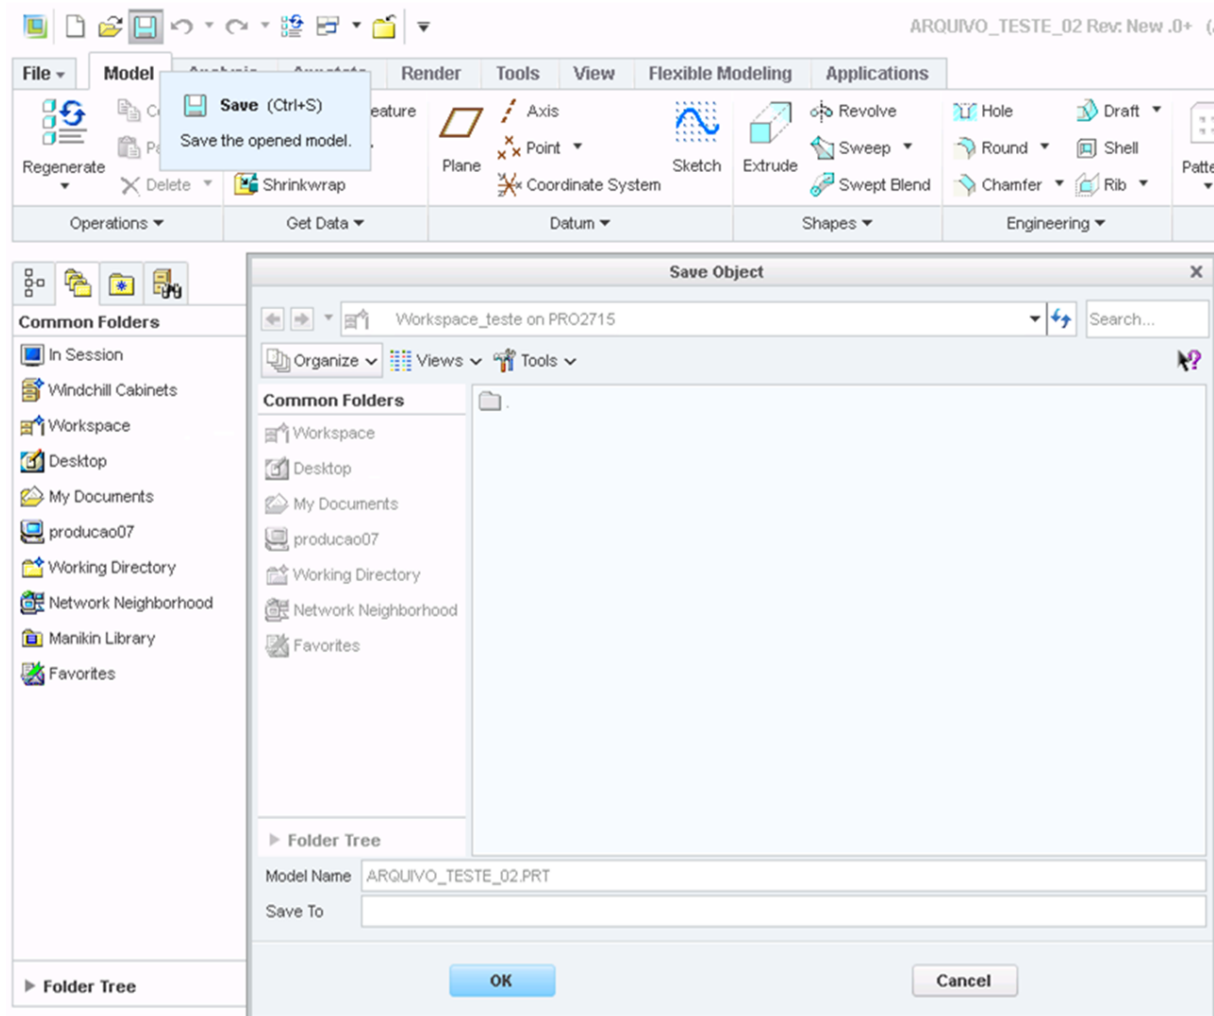 ARQUIVO_TESTE_02 Rev: New .0+
File Model Render Tools View Flexible Modeling Applications
Save (Ctrl+S)
Save the opened model.
Regenerate
Delete
Shrinkwrap
Plane
Axis
Point
Coordinate System
Sketch
Extrude
Revolve
Sweep
Swept Blend
Hole
Round
Chamfer
Draft
Shell
Rib
Operations Get Data Datum Shapes Engineering
Common Folders
In Session
Windchill Cabinets
Workspace
Desktop
My Documents
producao07
Working Directory
Network Neighborhood
Manikin Library
Favorites
Folder Tree
Save Object
Workspace_teste on PRO2715
Search...
Organize Views Tools
Common Folders
Workspace
Desktop
My Documents
producao07
Working Directory
Network Neighborhood
Favorites
Folder Tree
.
Model Name ARQUIVO_TESTE_02.PRT
Save To
OK Cancel